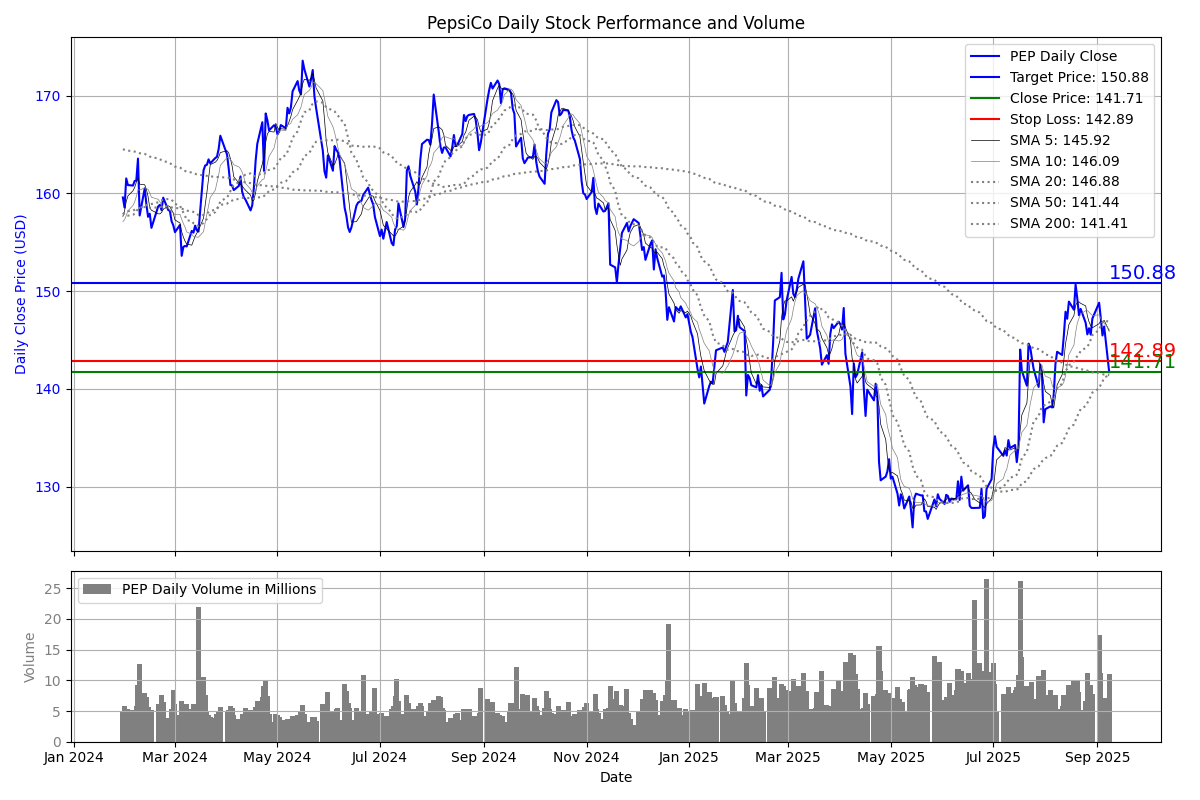 PepsiCo Daily Stock Performance and Volume
PEP Daily Close
Target Price: 150.88
Close Price: 141.71
Stop Loss: 142.89
SMA 5: 145.92
SMA 10: 146.09
SMA 20: 146.88
SMA 50: 141.44
SMA 200: 141.41
Daily Close Price (USD)
170
160
150
140
130
150.88
142.89
141.71
PEP Daily Volume in Millions
Volume
25
20
15
10
5
0
Jan 2024 Mar 2024 May 2024 Jul 2024 Sep 2024 Nov 2024 Jan 2025 Mar 2025 May 2025 Jul 2025 Sep 2025
Date